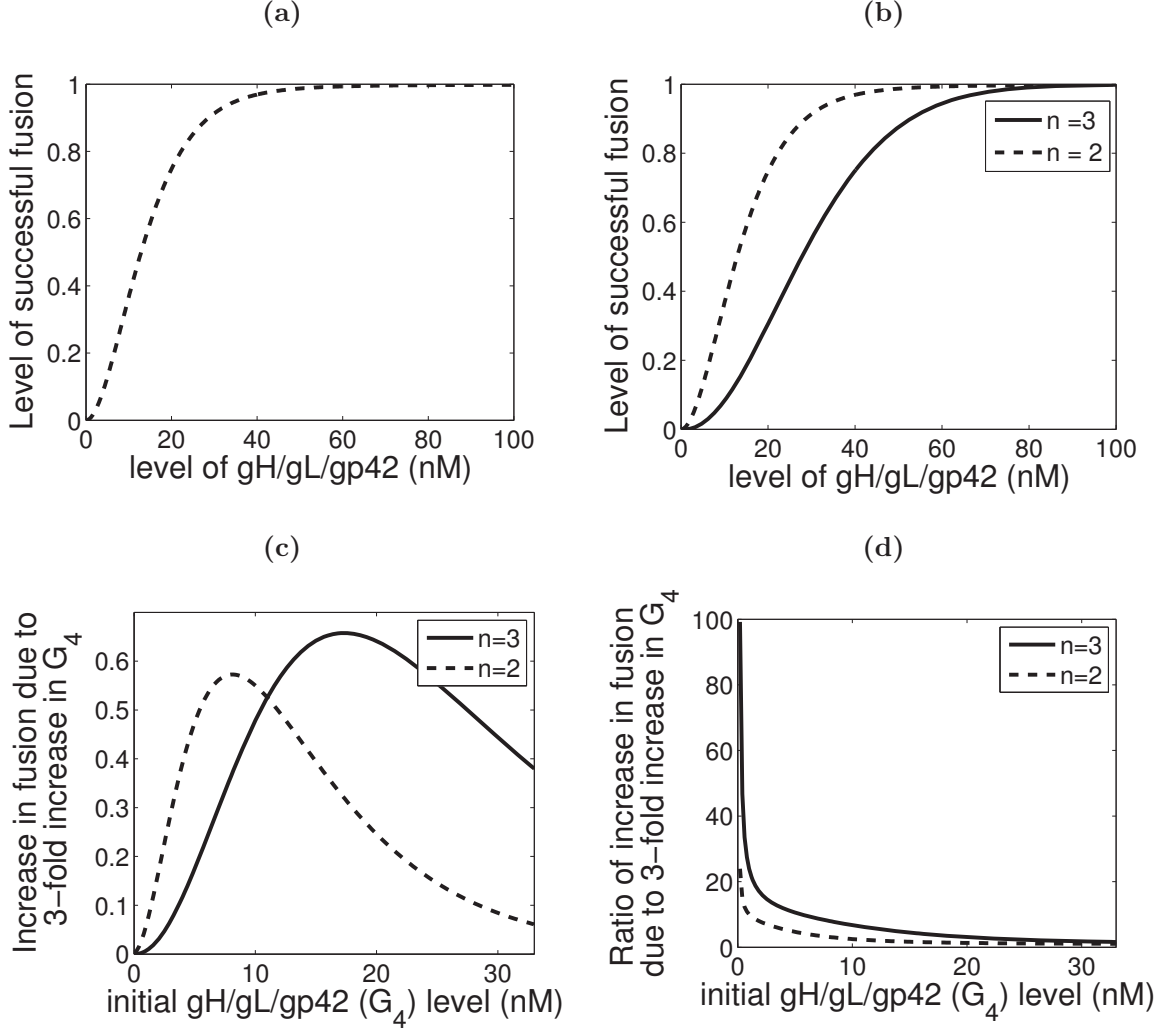 (a)
Level of successful fusion
1
0.8
0.6
0.4
0.2
0
0 20 40 60 80 100
level of gH/gL/gp42 (nM)
(b)
Level of successful fusion
1
0.8
0.6
0.4
0.2
0
n =3
n = 2
0 20 40 60 80 100
level of gH/gL/gp42 (nM)
(c)
Increase in fusion due to
3−fold increase in G4
0.6
0.5
0.4
0.3
0.2
0.1
0
n=3
n=2
0 10 20 30
initial gH/gL/gp42 (G4) level (nM)
(d)
Ratio of increase in fusion
due to 3−fold increase in G4
100
80
60
40
20
0
n=3
n=2
0 10 20 30
initial gH/gL/gp42 (G4) level (nM)